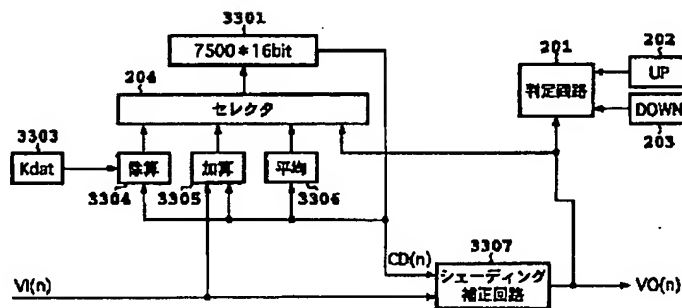 3301
7500*16bit
204
セレクタ
201
判定回路
202
UP
DOWN
203
3303
Kdat
除算
3304
加算
3305
平均
3306
3307
CD(n)
シェーディング
補正回路
VI(n)
VO(n)